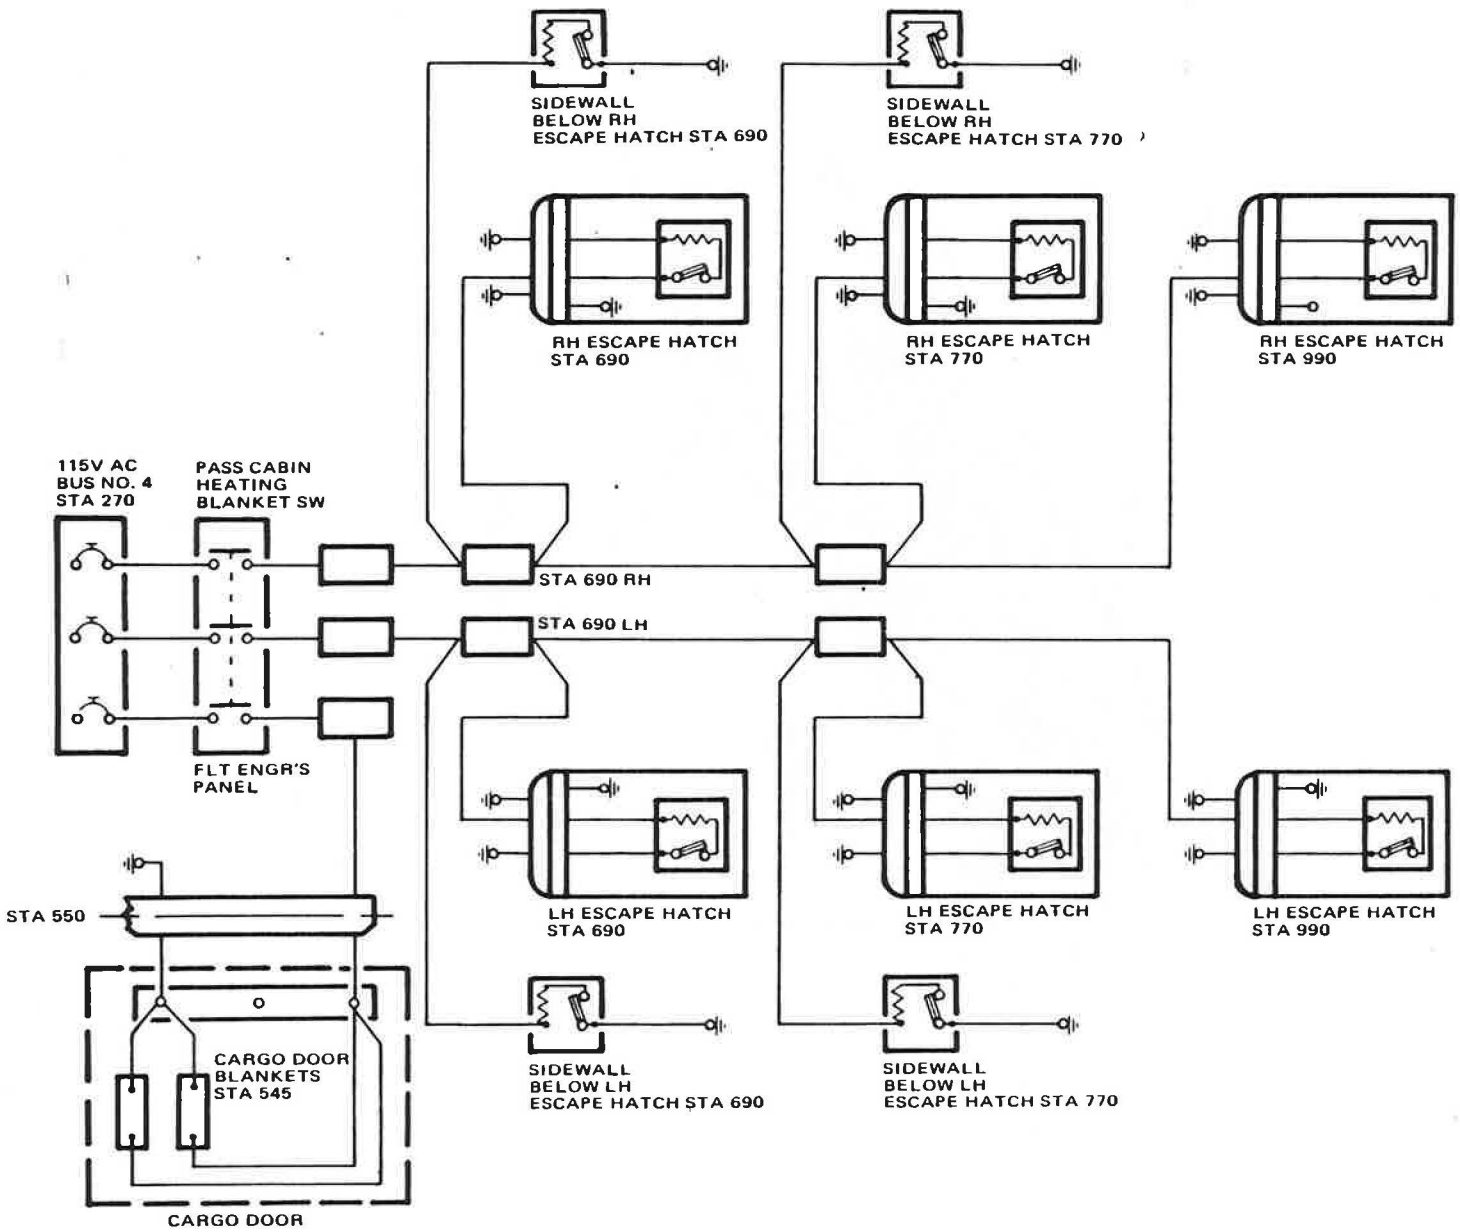 SIDEWALL
BELOW RH
ESCAPE HATCH STA 690
SIDEWALL
BELOW RH
ESCAPE HATCH STA 770
RH ESCAPE HATCH
STA 690
RH ESCAPE HATCH
STA 770
RH ESCAPE HATCH
STA 990
115V AC
BUS NO. 4
STA 270
PASS CABIN
HEATING
BLANKET SW
STA 690 RH
STA 690 LH
FLT ENGR'S
PANEL
STA 550
LH ESCAPE HATCH
STA 690
LH ESCAPE HATCH
STA 770
LH ESCAPE HATCH
STA 990
CARGO DOOR
BLANKETS
STA 545
SIDEWALL
BELOW LH
ESCAPE HATCH STA 690
SIDEWALL
BELOW LH
ESCAPE HATCH STA 770
CARGO DOOR